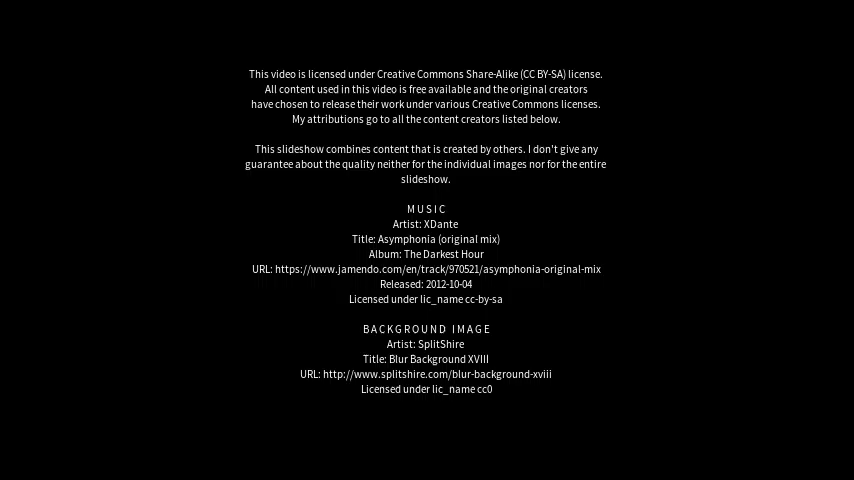 This video is licensed under Creative Commons Share-Alike (CC BY-SA) license.
All content used in this video is free available and the original creators
have chosen to release their work under various Creative Commons licenses.
My attributions go to all the content creators listed below.
This slideshow combines content that is created by others. I don't give any
guarantee about the quality neither for the individual images nor for the entire
slideshow.
MUSIC
Artist: XDante
Title: Asymphonia (original mix)
Album: The Darkest Hour
URL: https://www.jamendo.com/en/track/970521/asymphonia-original-mix
Released: 2012-10-04
Licensed under lic_name cc-by-sa
BACKGROUND IMAGE
Artist: SplitShire
Title: Blur Background XVIII
URL: http://www.splitshire.com/blur-background-xviii
Licensed under lic_name cc0